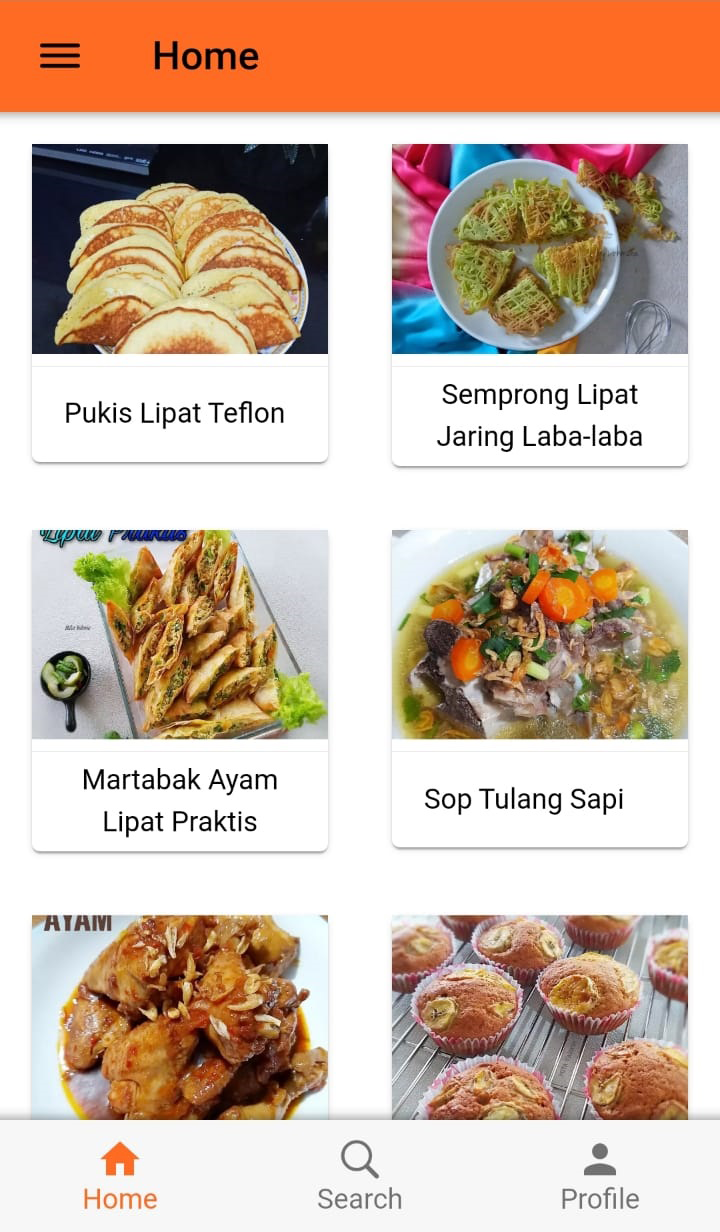 Home
Pukis Lipat Teflon
Semprong Lipat
Jaring Laba-laba
Lipat Praktis
Martabak Ayam
Lipat Praktis
Sop Tulang Sapi
AYAM
Home
Search
Profile